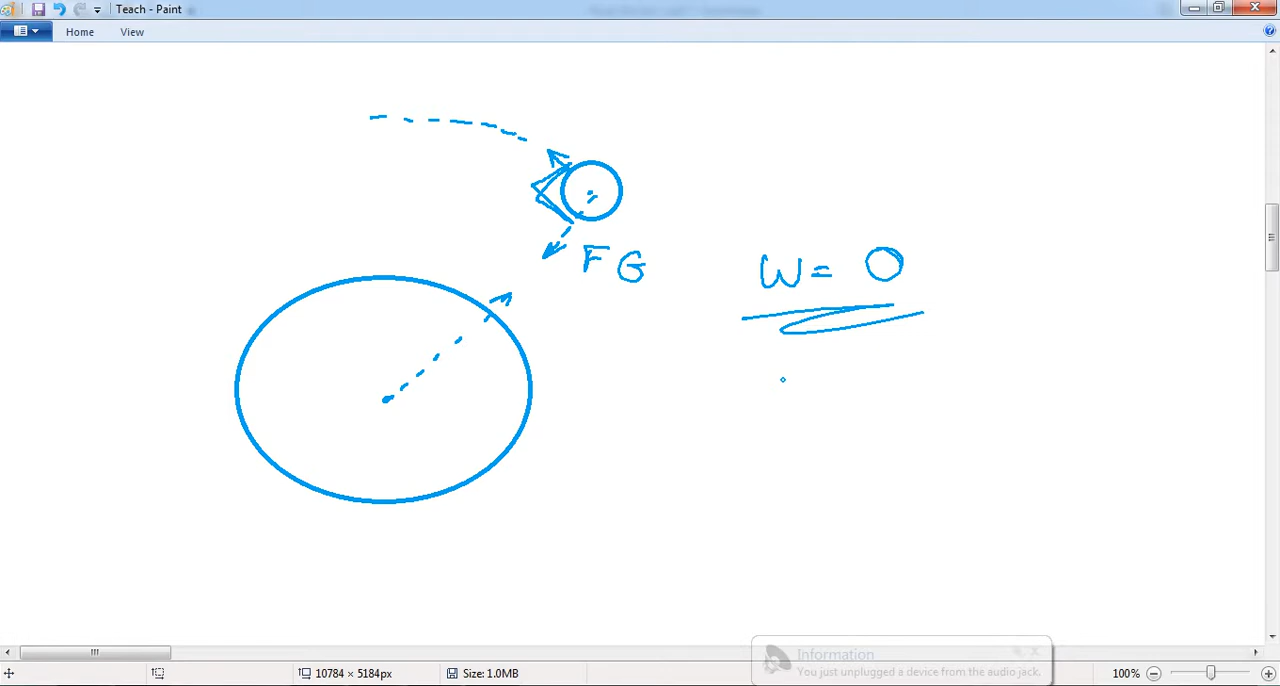 Teach - Paint
Home View
F G
W = 0
Information
You just unplugged a device from the audio jack.
10784 × 5184px
Size: 1.0MB
100%